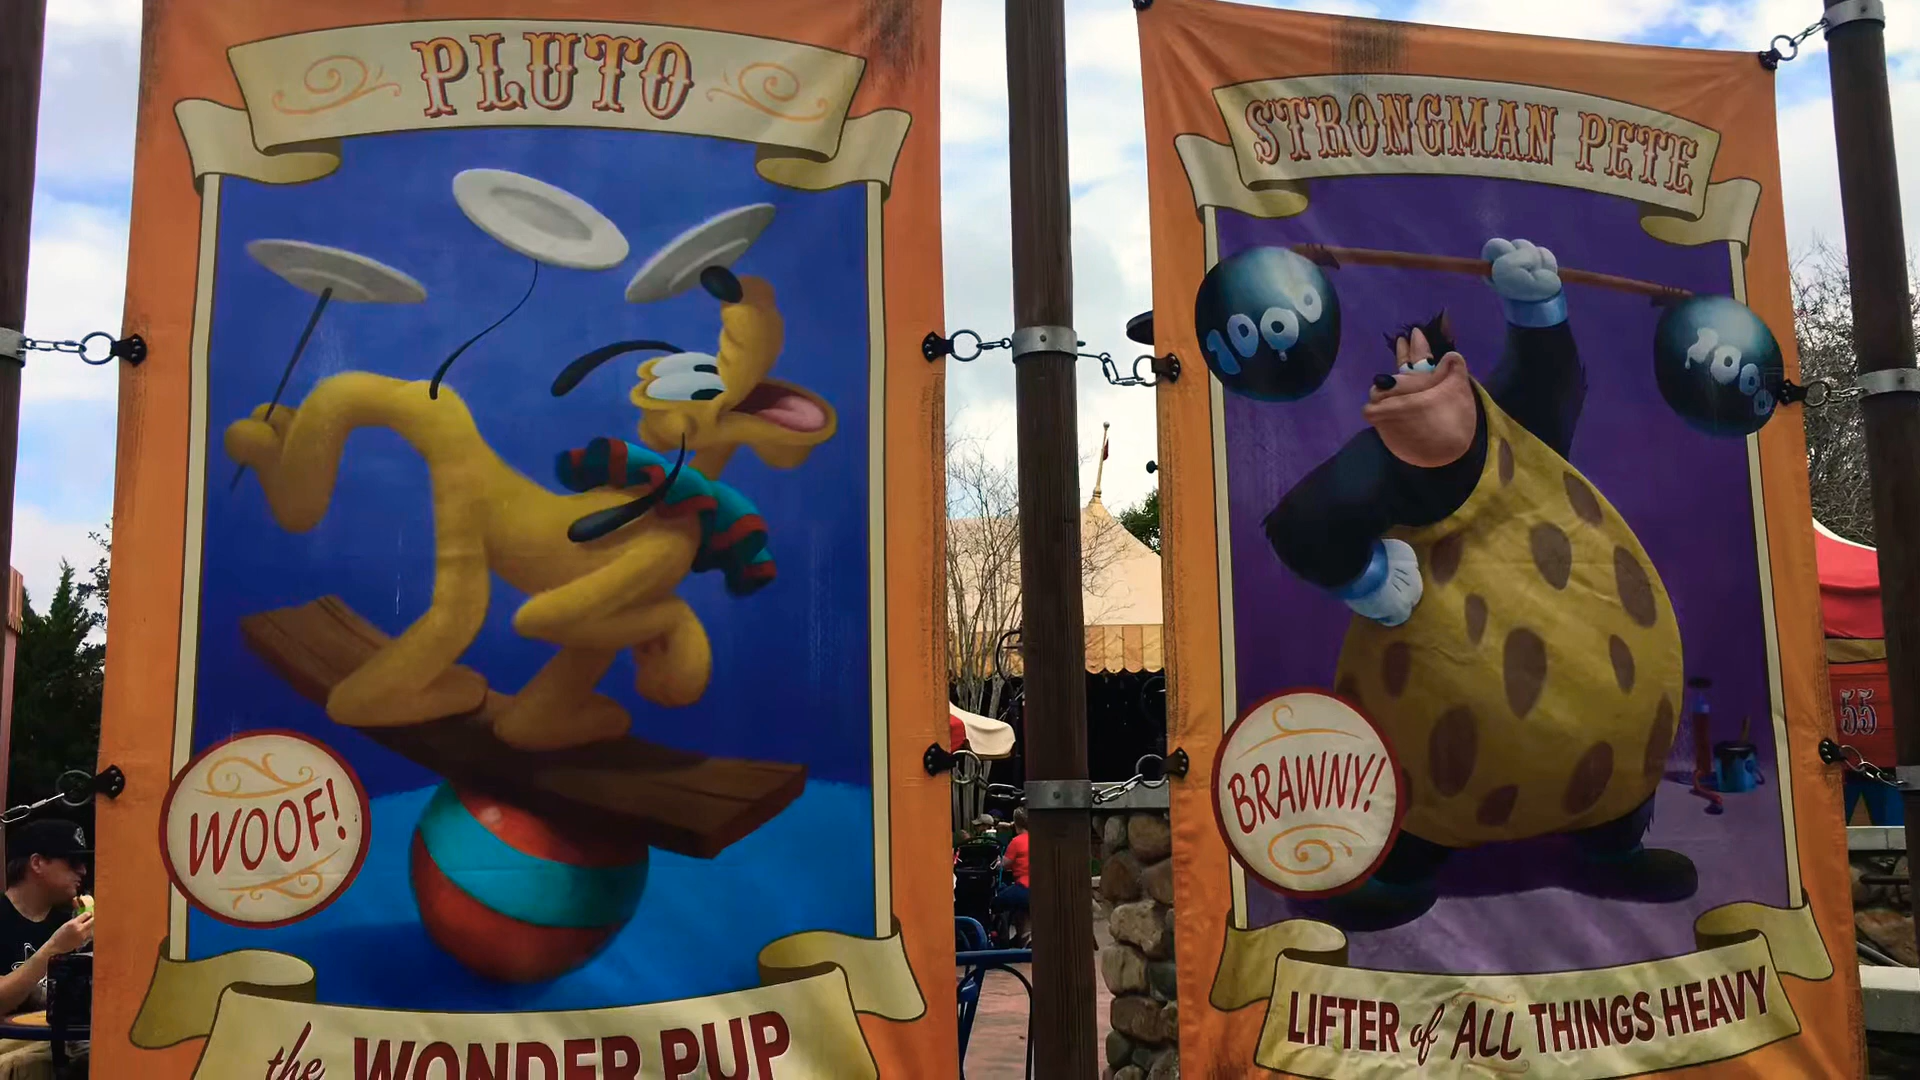 PLUTO
WOOF!
the WONDER PUP
STRONGMAN PETE
1000
1000
BRAWNY!
LIFTER of ALL THINGS HEAVY
55